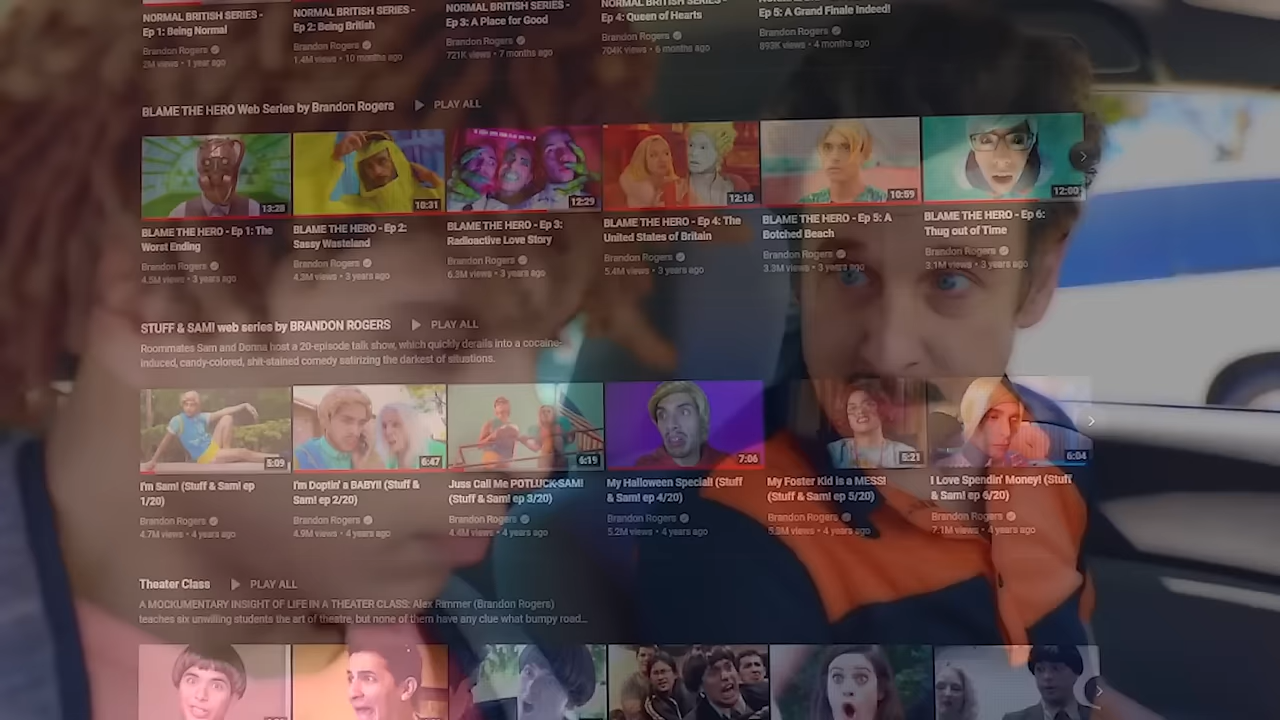 NORMAL BRITISH SERIES -
Ep 1: Being Normal
Brandon Rogers
2M views • 1 year ago
NORMAL BRITISH SERIES -
Ep 2: Being British
Brandon Rogers
1.4M views • 10 months ago
NORMAL BRITISH SERIES -
Ep 3: A Place for Good
Brandon Rogers
721K views • 7 months ago
NORMAL BRITISH SERIES -
Ep 4: Queen of Hearts
Brandon Rogers
704K views • 6 months ago
Ep 5: A Grand Finale Indeed!
Brandon Rogers
893K views • 4 months ago
BLAME THE HERO Web Series by Brandon Rogers PLAY ALL
13:28
10:31
12:29
12:18
10:59
12:00
BLAME THE HERO - Ep 1: The
Worst Ending
Brandon Rogers
4.5M views • 3 years ago
BLAME THE HERO - Ep 2:
Sassy Wasteland
Brandon Rogers
4.3M views • 3 years ago
BLAME THE HERO - Ep 3:
Radioactive Love Story
Brandon Rogers
6.3M views • 3 years ago
BLAME THE HERO - Ep 4: The
United States of Britain
Brandon Rogers
5.4M views • 3 years ago
BLAME THE HERO - Ep 5: A
Botched Beach
Brandon Rogers
3.3M views • 3 years ago
BLAME THE HERO - Ep 6:
Thug out of Time
Brandon Rogers
3.1M views • 3 years ago
STUFF & SAM! web series by BRANDON ROGERS PLAY ALL
Roommates Sam and Donna host a 20-episode talk show, which quickly derails into a cocaine-
induced, candy-colored, shit-stained comedy satirizing the darkest of situations.
5:09
6:47
6:19
7:06
5:21
6:04
I'm Sam! (Stuff & Sam! ep
1/20)
Brandon Rogers
4.7M views • 4 years ago
I'm Doptin' a BABY!! (Stuff &
Sam! ep 2/20)
Brandon Rogers
4.9M views • 4 years ago
Juss Call Me POTLUCK-SAM!
(Stuff & Sam! ep 3/20)
Brandon Rogers
4.4M views • 4 years ago
My Halloween Special! (Stuff
& Sam! ep 4/20)
Brandon Rogers
5.2M views • 4 years ago
My Foster Kid is a MESS!
(Stuff & Sam! ep 5/20)
Brandon Rogers
5.3M views • 4 years ago
I Love Spendin' Money! (Stuff
& Sam! ep 6/20)
Brandon Rogers
7.1M views • 4 years ago
Theater Class PLAY ALL
A MOCKUMENTARY INSIGHT OF LIFE IN A THEATER CLASS: Alex Rimmer (Brandon Rogers)
teaches six unwilling students the art of theatre, but none of them have any clue what bumpy road...